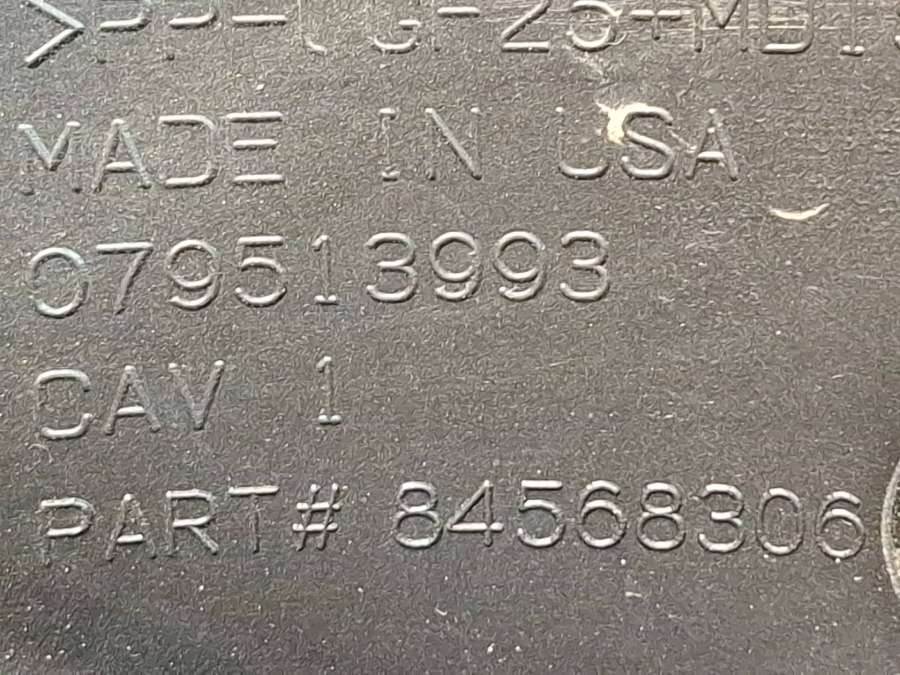 MADE IN USA
079513993
CAV 1
PART# 84568306